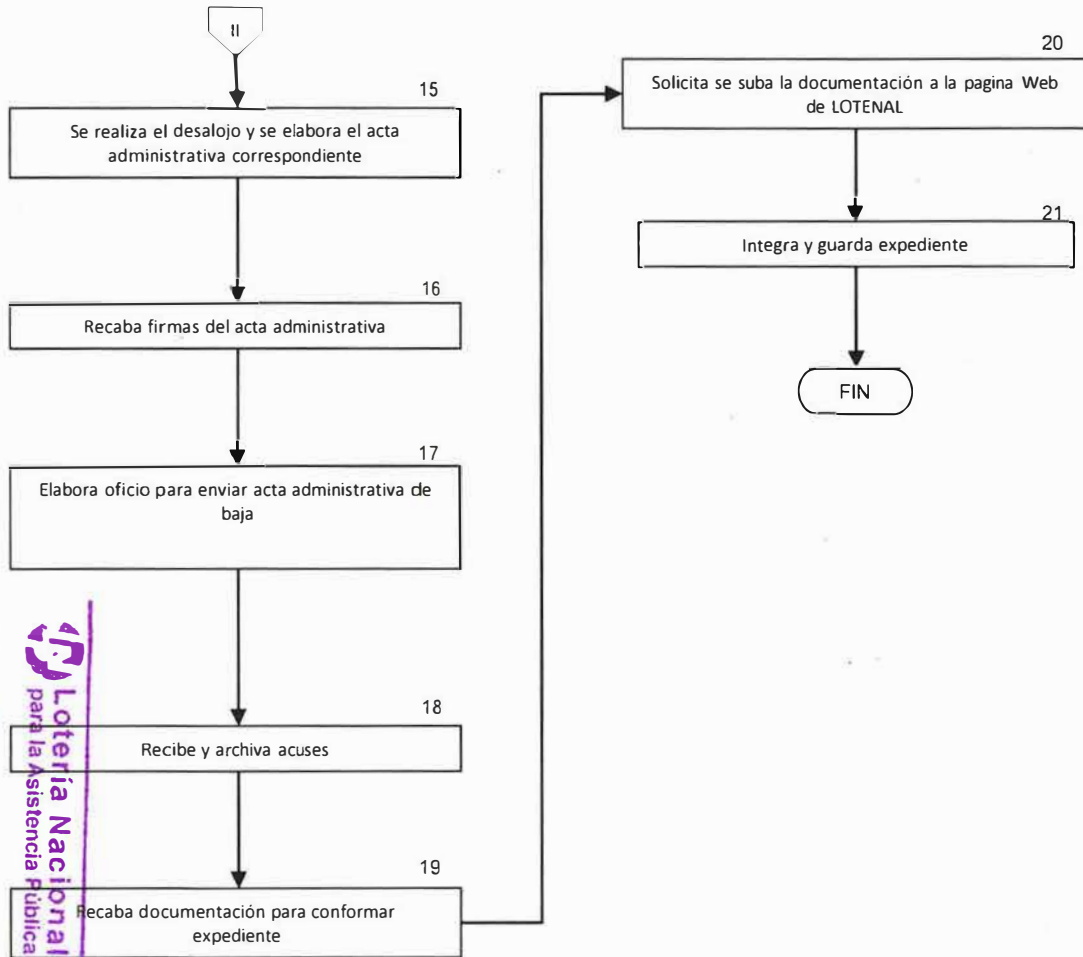 II
15
Se realiza el desalojo y se elabora el acta
administrativa correspondiente
16
Recaba firmas del acta administrativa
17
Elabora oficio para enviar acta administrativa de
baja
18
Recibe y archiva acuses
19
Recaba documentación para conformar
expediente
20
Solicita se suba la documentación a la pagina Web
de LOTENAL
21
Integra y guarda expediente
FIN
Lotería Nacional
para la Asistencia Pública